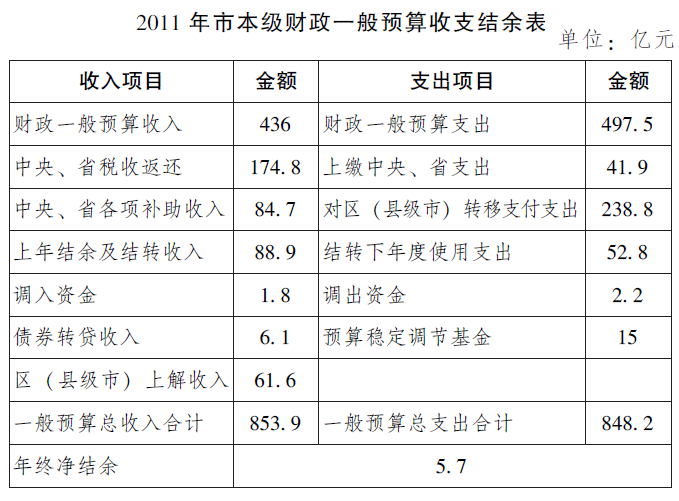 2011 年市本级财政一般预算收支结余表
单位：亿元
收入项目 金额 支出项目 金额
财政一般预算收入 436 财政一般预算支出 497.5
中央、省税收返还 174.8 上缴中央、省支出 41.9
中央、省各项补助收入 84.7 对区（县级市）转移支付支出 238.8
上年结余及结转收入 88.9 结转下年度使用支出 52.8
调入资金 1.8 调出资金 2.2
债券转贷收入 6.1 预算稳定调节基金 15
区（县级市）上解收入 61.6
一般预算总收入合计 853.9 一般预算总支出合计 848.2
年终净结余 5.7